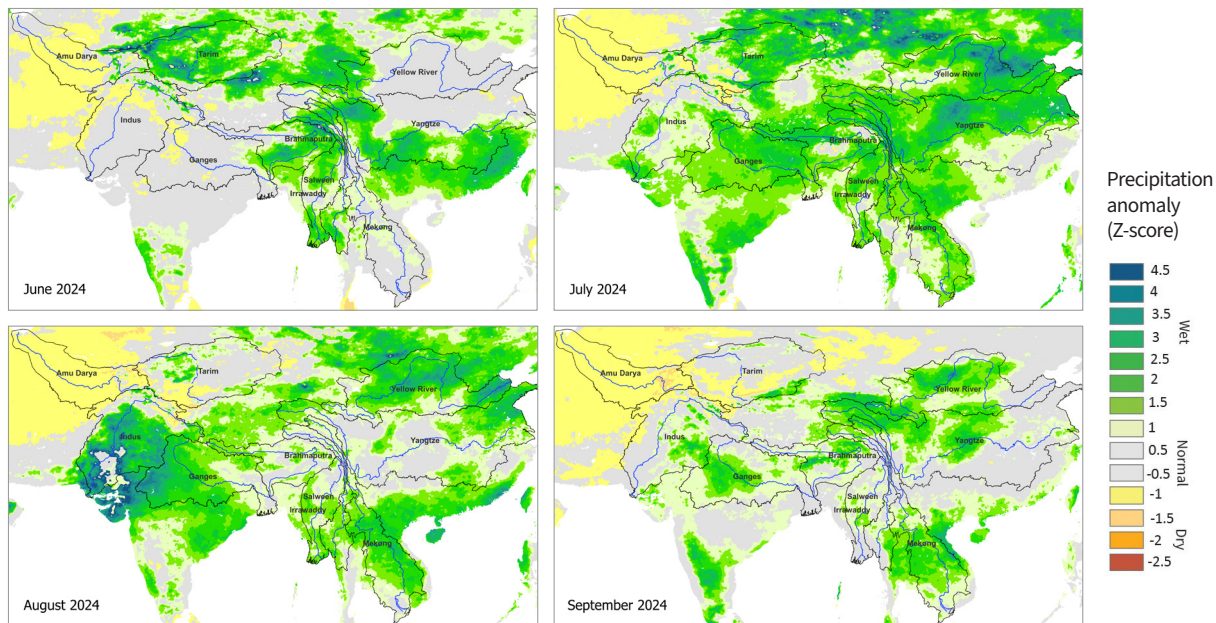 Amu Darya
Tarim
Yellow River
Indus
Yangtze
Brahmaputra
Ganges
Salween
Irrawaddy
Mekong
June 2024
Amu Darya
Tarim
Yellow River
Indus
Yangtze
Brahmaputra
Ganges
Salween
Irrawaddy
Mekong
July 2024
Amu Darya
Tarim
Yellow River
Indus
Yangtze
Brahmaputra
Ganges
Salween
Irrawaddy
Mekong
August 2024
Amu Darya
Tarim
Yellow River
Indus
Yangtze
Brahmaputra
Ganges
Salween
Irrawaddy
Mekong
September 2024
Precipitation
anomaly
(Z-score)
4.5
4
3.5
3
2.5
2
1.5
1
0.5
-0.5
-1
-1.5
-2
-2.5
Wet
Normal
Dry